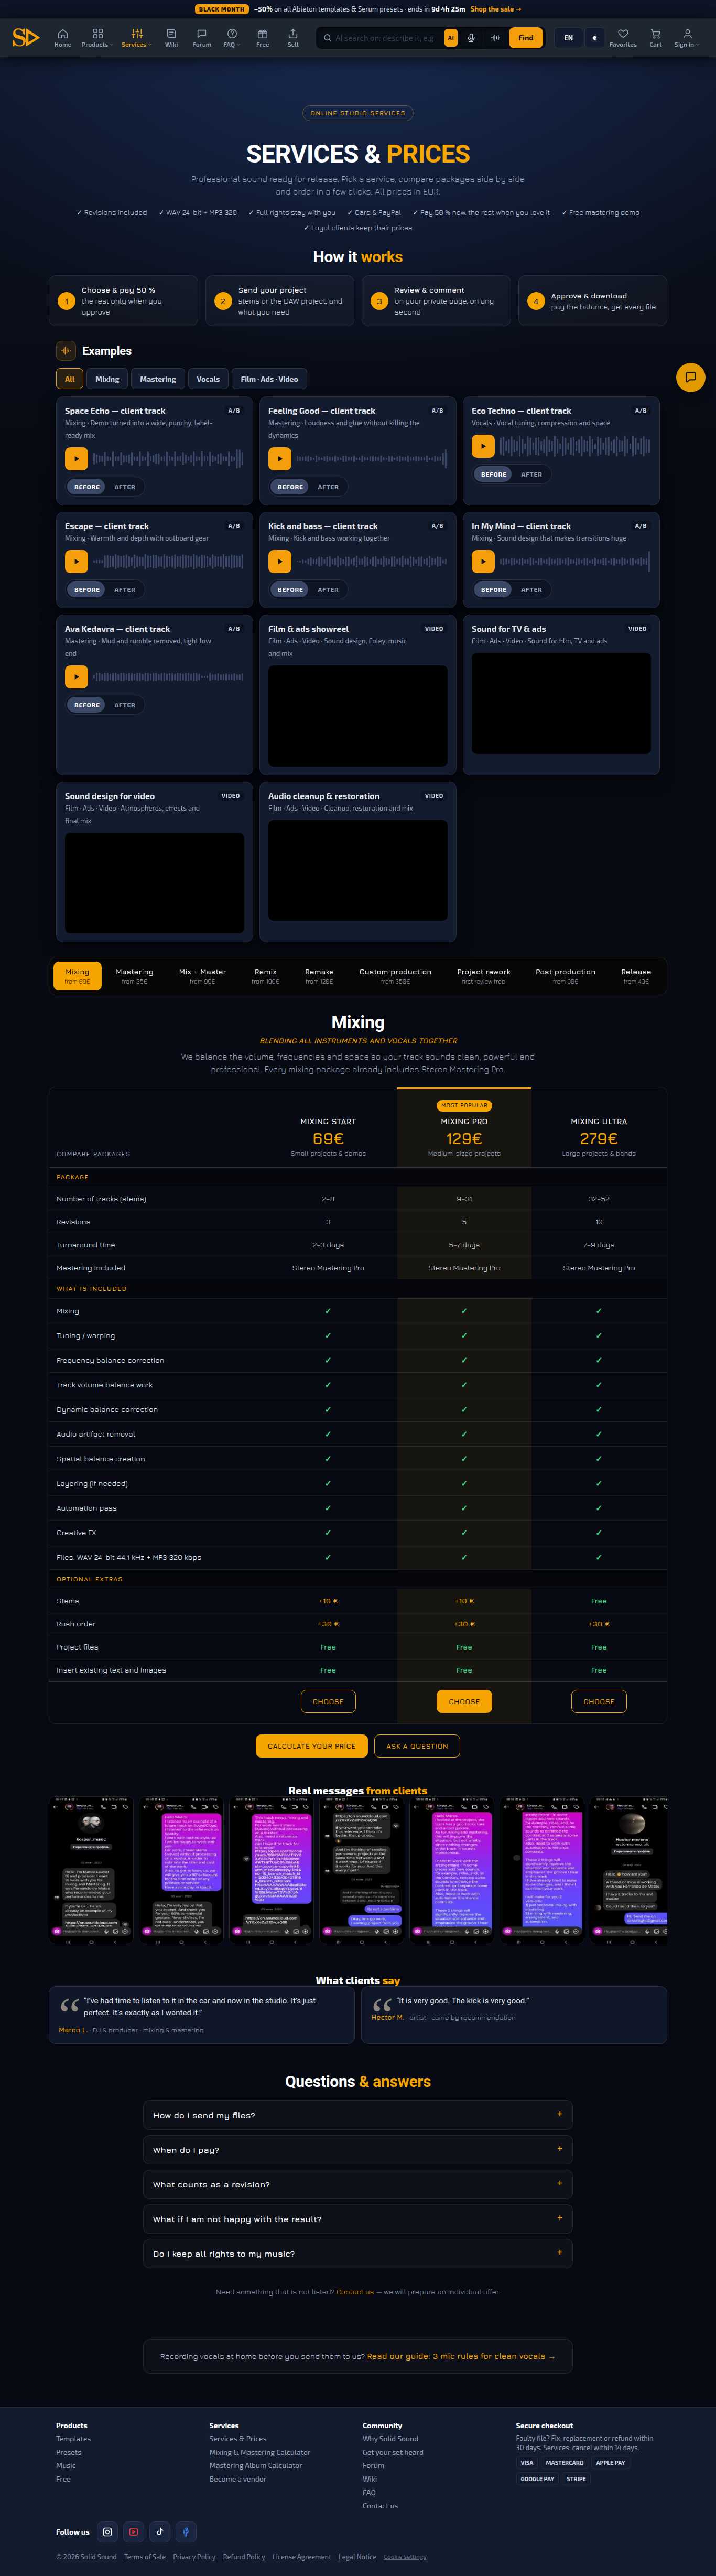 BLACK MONTH −50% on all Ableton templates & Serum presets · ends in 9d 4h 25m Shop the sale →
Home Products Services Wiki Forum FAQ Free Sell AI search on: describe it, e.g AI Find EN € Favorites Cart Sign in
ONLINE STUDIO SERVICES
SERVICES & PRICES
Professional sound ready for release. Pick a service, compare packages side by side
and order in a few clicks. All prices in EUR.
✓ Revisions included ✓ WAV 24-bit + MP3 320 ✓ Full rights stay with you ✓ Card & PayPal ✓ Pay 50 % now, the rest when you love it ✓ Free mastering demo
✓ Loyal clients keep their prices
How it works
1 Choose & pay 50 %
the rest only when you
approve
2 Send your project
stems or the DAW project, and
what you need
3 Review & comment
on your private page, on any
second
4 Approve & download
pay the balance, get every file
Examples
All Mixing Mastering Vocals Film · Ads · Video
Space Echo — client track A/B
Mixing · Demo turned into a wide, punchy, label-
ready mix
BEFORE AFTER
Feeling Good — client track A/B
Mastering · Loudness and glue without killing the
dynamics
BEFORE AFTER
Eco Techno — client track A/B
Vocals · Vocal tuning, compression and space
BEFORE AFTER
Escape — client track A/B
Mixing · Warmth and depth with outboard gear
BEFORE AFTER
Kick and bass — client track A/B
Mixing · Kick and bass working together
BEFORE AFTER
In My Mind — client track A/B
Mixing · Sound design that makes transitions huge
BEFORE AFTER
Ava Kedavra — client track A/B
Mastering · Mud and rumble removed, tight low
end
BEFORE AFTER
Film & ads showreel VIDEO
Film · Ads · Video · Sound design, Foley, music
and mix
Sound for TV & ads VIDEO
Film · Ads · Video · Sound for film, TV and ads
Sound design for video VIDEO
Film · Ads · Video · Atmospheres, effects and
final mix
Audio cleanup & restoration VIDEO
Film · Ads · Video · Cleanup, restoration and mix
Mixing Mastering Mix + Master Remix Remake Custom production Project rework Post production Release
from 69€ from 35€ from 99€ from 190€ from 120€ from 350€ first review free from 90€ from 49€
Mixing
BLENDING ALL INSTRUMENTS AND VOCALS TOGETHER
We balance the volume, frequencies and space so your track sounds clean, powerful and
professional. Every mixing package already includes Stereo Mastering Pro.
MOST POPULAR
MIXING START MIXING PRO MIXING ULTRA
69€ 129€ 279€
COMPARE PACKAGES Small projects & demos Medium-sized projects Large projects & bands
PACKAGE
Number of tracks (stems) 2-8 9-31 32-52
Revisions 3 5 10
Turnaround time 2-3 days 5-7 days 7-9 days
Mastering included Stereo Mastering Pro Stereo Mastering Pro Stereo Mastering Pro
WHAT IS INCLUDED
Mixing ✓ ✓ ✓
Tuning / warping ✓ ✓ ✓
Frequency balance correction ✓ ✓ ✓
Track volume balance work ✓ ✓ ✓
Dynamic balance correction ✓ ✓ ✓
Audio artifact removal ✓ ✓ ✓
Spatial balance creation ✓ ✓ ✓
Layering (if needed) ✓ ✓ ✓
Automation pass ✓ ✓ ✓
Creative FX ✓ ✓ ✓
Files: WAV 24-bit 44.1 kHz + MP3 320 kbps ✓ ✓ ✓
OPTIONAL EXTRAS
Stems +10 € +10 € Free
Rush order +30 € +30 € +30 €
Project files Free Free Free
Insert existing text and images Free Free Free
CHOOSE CHOOSE CHOOSE
CALCULATE YOUR PRICE ASK A QUESTION
Real messages from clients
What clients say
“I’ve had time to listen to it in the car and now in the studio. It’s just
perfect. It’s exactly as I wanted it.”
Marco L. · DJ & producer · mixing & mastering
“It is very good. The kick is very good.”
Hector M. · artist · came by recommendation
Questions & answers
How do I send my files? +
When do I pay? +
What counts as a revision? +
What if I am not happy with the result? +
Do I keep all rights to my music? +
Need something that is not listed? Contact us — we will prepare an individual offer.
Recording vocals at home before you send them to us? Read our guide: 3 mic rules for clean vocals →
Products
Templates
Presets
Music
Free
Services
Services & Prices
Mixing & Mastering Calculator
Mastering Album Calculator
Become a vendor
Community
Why Solid Sound
Get your set heard
Forum
Wiki
FAQ
Contact us
Secure checkout
Faulty file? Fix, replacement or refund within
30 days. Services: cancel within 14 days.
VISA MASTERCARD APPLE PAY
GOOGLE PAY STRIPE
Follow us
© 2026 Solid Sound Terms of Sale Privacy Policy Refund Policy License Agreement Legal Notice Cookie settings